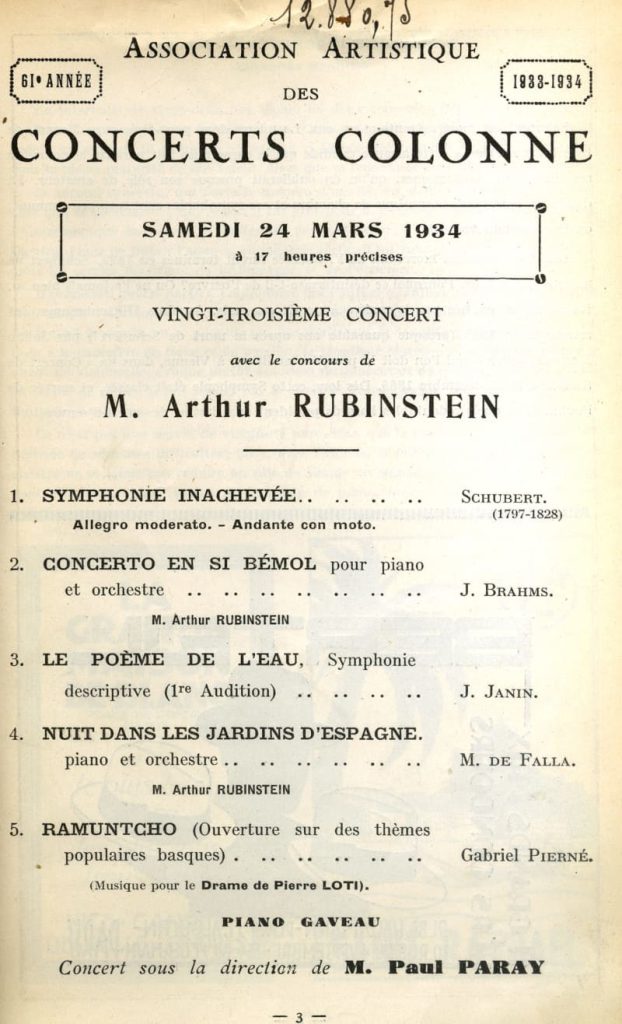 12.880,75
ASSOCIATION ARTISTIQUE
61e ANNÉE
1933-1934
DES
CONCERTS COLONNE
SAMEDI 24 MARS 1934
à 17 heures précises
VINGT-TROISIÈME CONCERT
avec le concours de
M. Arthur RUBINSTEIN
1. SYMPHONIE INACHEVÉE.. .. .. .. .. SCHUBERT.
Allegro moderato. – Andante con moto. (1797-1828)
2. CONCERTO EN SI BÉMOL pour piano
et orchestre .. .. .. .. .. .. .. J. BRAHMS.
M. Arthur RUBINSTEIN
3. LE POÈME DE L'EAU, Symphonie
descriptive (1re Audition) .. .. .. .. J. JANIN.
4. NUIT DANS LES JARDINS D'ESPAGNE.
piano et orchestre .. .. .. .. .. .. M. DE FALLA.
M. Arthur RUBINSTEIN
5. RAMUNTCHO (Ouverture sur des thèmes
populaires basques) . .. .. .. .. .. Gabriel PIERNÉ.
(Musique pour le Drame de Pierre LOTI).
PIANO GAVEAU
Concert sous la direction de M. Paul PARAY
— 3 —